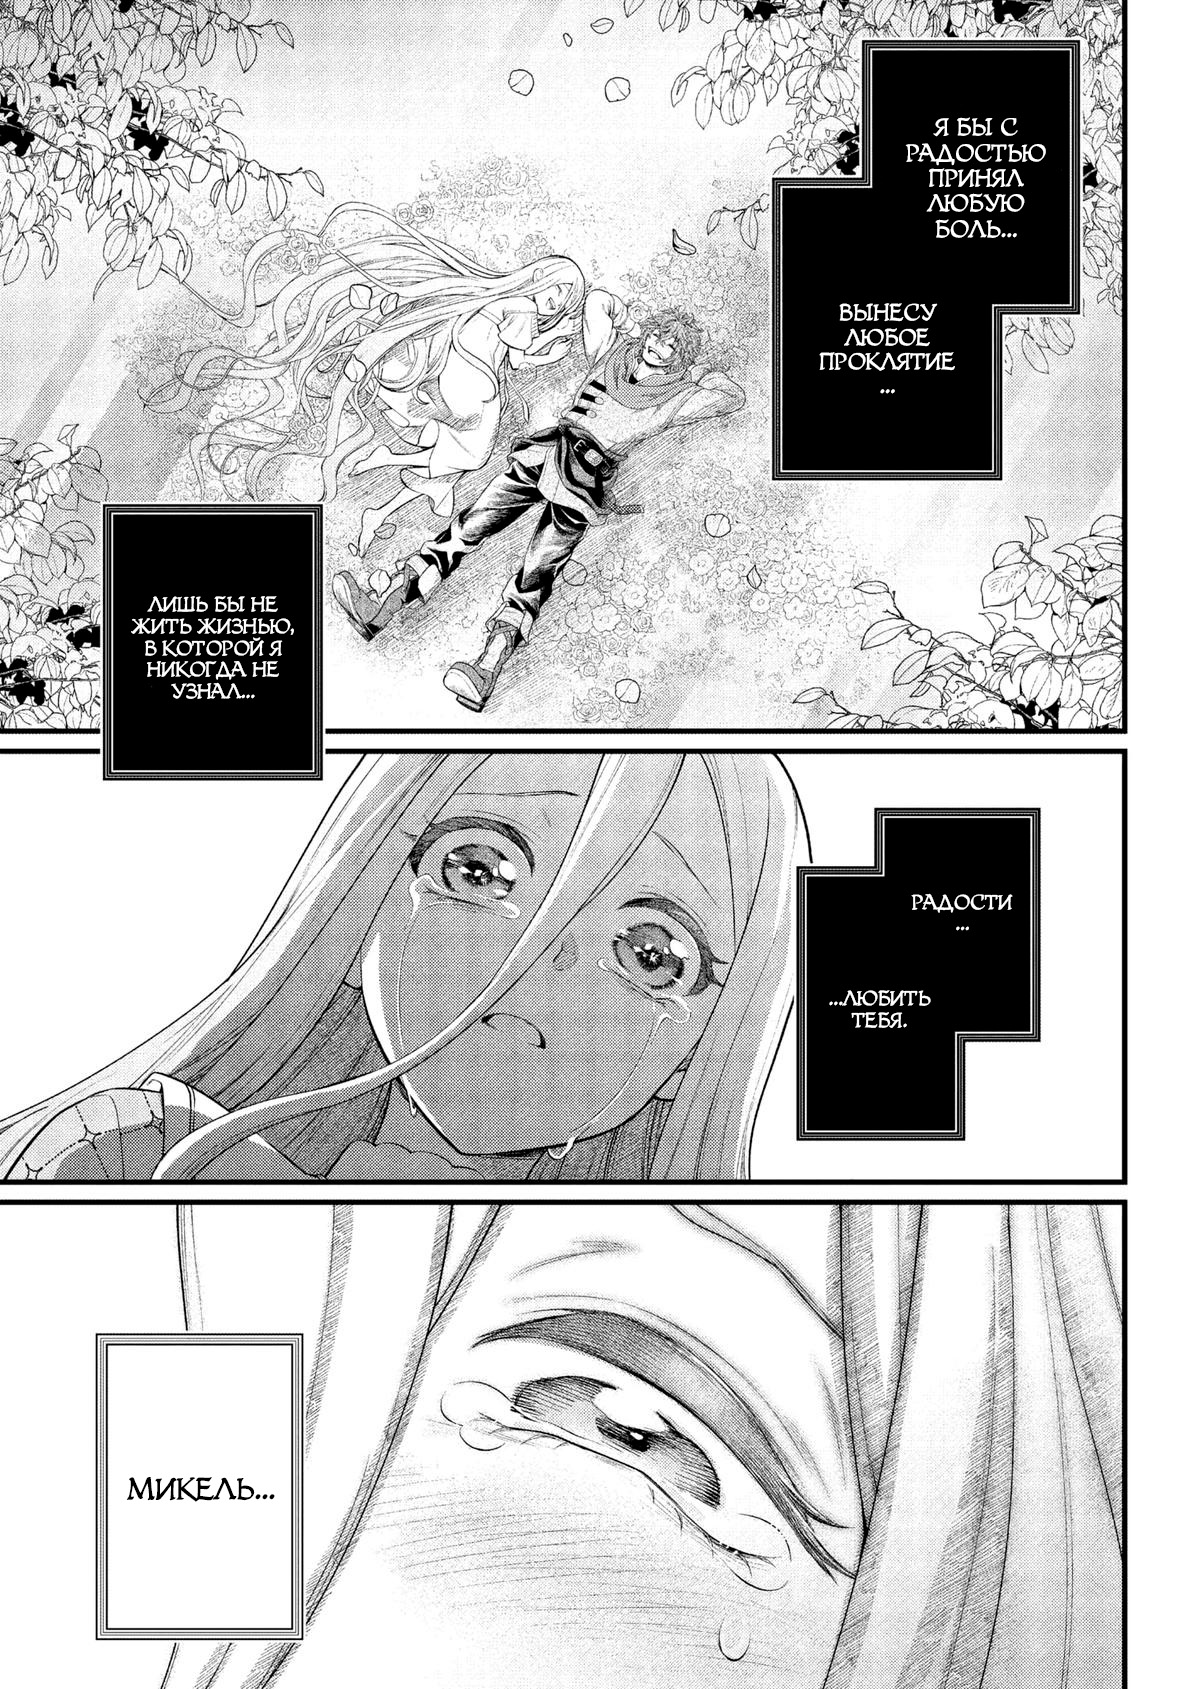 Я БЫ С
РАДОСТЬЮ
ПРИНЯЛ
ЛЮБУЮ
БОЛЬ...
ВЫНЕСУ
ЛЮБОЕ
ПРОКЛЯТИЕ
...
ЛИШЬ БЫ НЕ
ЖИТЬ ЖИЗНЬЮ,
В КОТОРОЙ Я
НИКОГДА НЕ
УЗНАЛ...
РАДОСТИ
...
...ЛЮБИТЬ
ТЕБЯ.
МИКЕЛЬ...